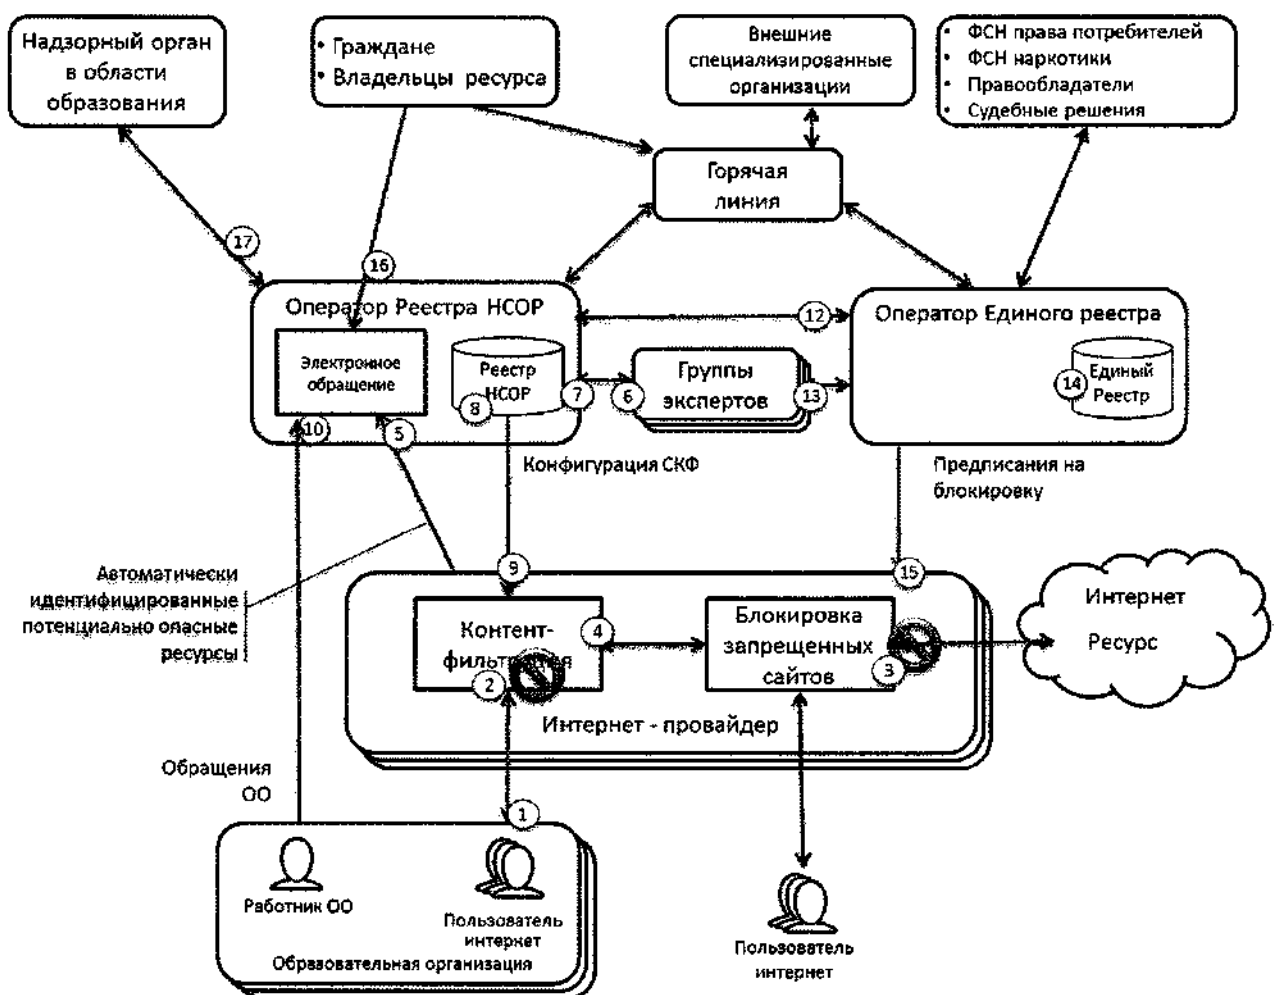 Надзорный орган
в области
образования
• Граждане
• Владельцы ресурса
Внешние
специализированные
организации
• ФСН права потребителей
• ФСН наркотики
• Правообладатели
• Судебные решения
Горячая
линия
17
16
Оператор Реестра НСОР
12
Оператор Единого реестра
Электронное
обращение
Реестр
НСОР
8
7
6
Группы
экспертов
13
14
Единый
Реестр
10
5
Конфигурация СКФ
Предписания на
блокировку
Автоматически
идентифицированные
потенциально опасные
ресурсы
9
15
Контент-
фильтрация
4
2
Блокировка
запрещенных
сайтов
3
Интернет
Ресурс
Интернет - провайдер
Обращения
ОО
1
Работник ОО
Пользователь
интернет
Образовательная организация
Пользователь
интернет